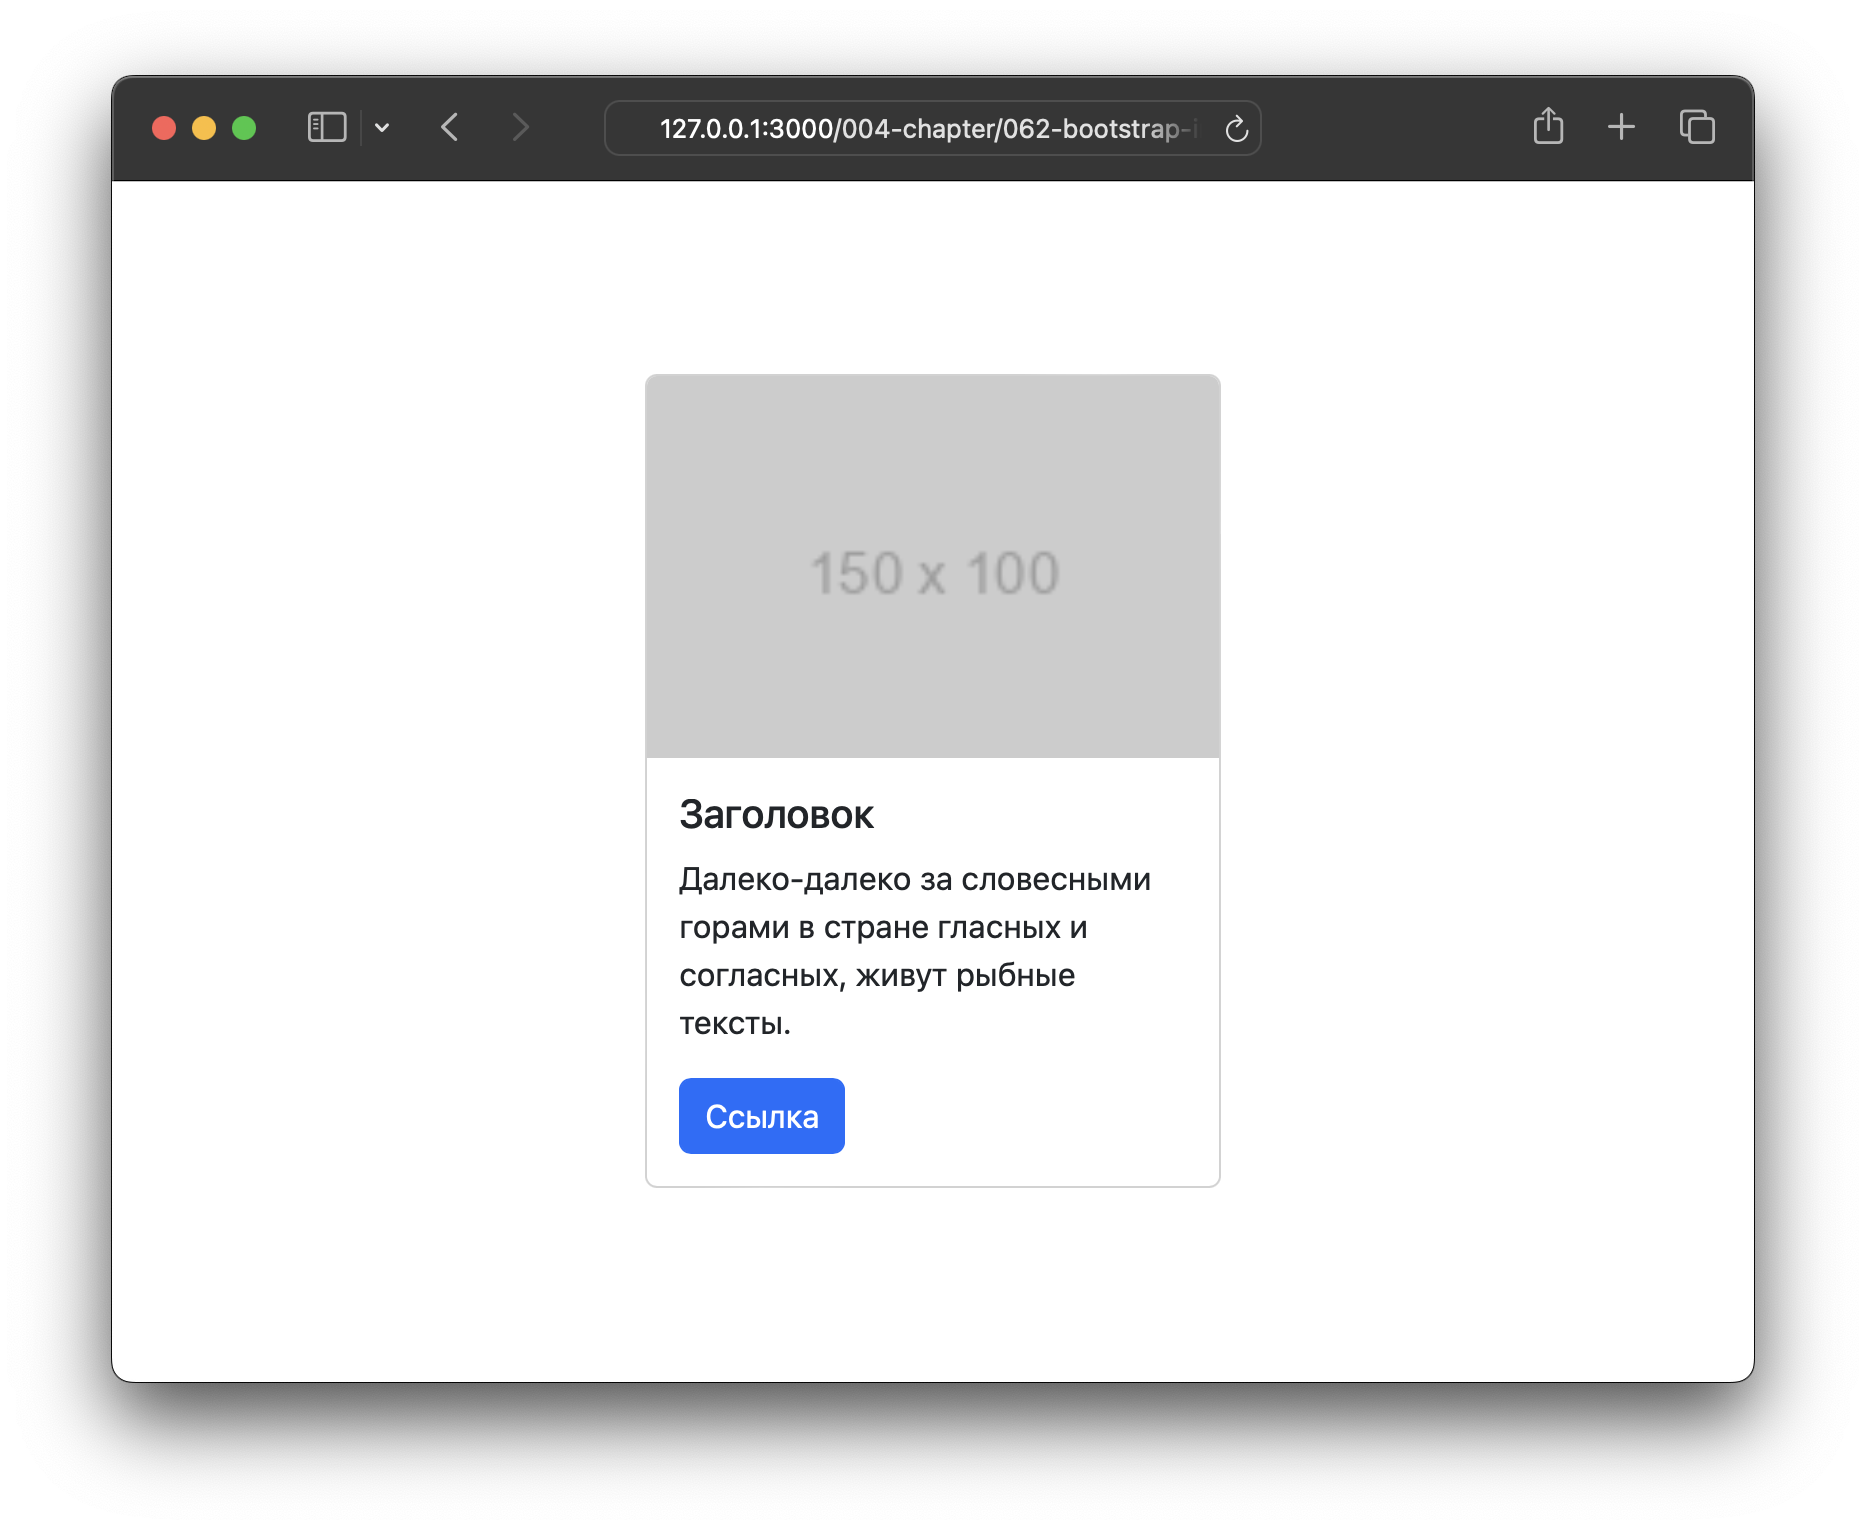 127.0.0.1:3000/004-chapter/062-bootstrap-i
150 x 100
Заголовок
Далеко-далеко за словесными
горами в стране гласных и
согласных, живут рыбные
тексты.
Ссылка